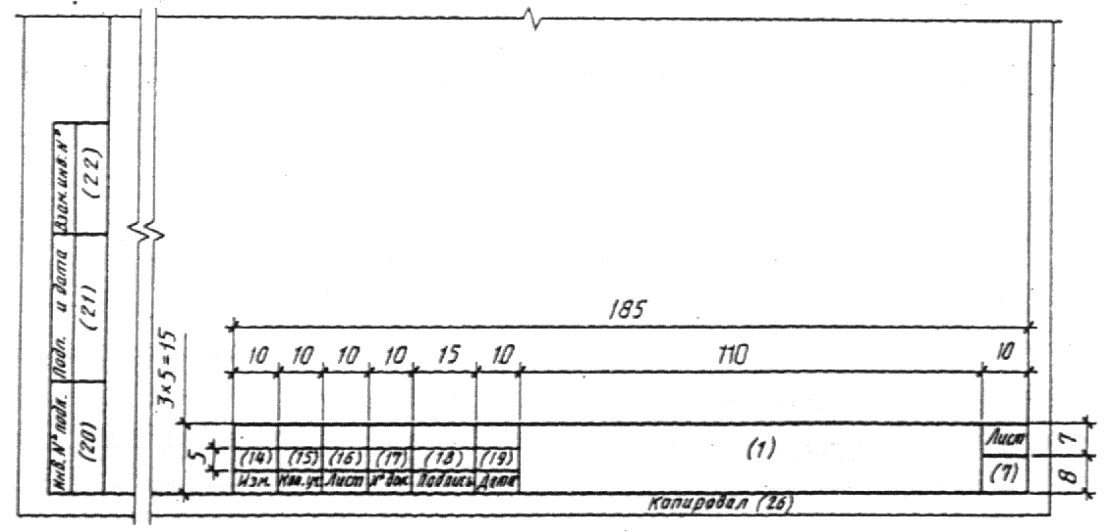 185
10 10 10 10 15 10 110 10
3×5=15
5
(14) (15) (16) (17) (18) (19)
Изм. Кол.уч Лист № док. Подпись Дата
(1)
Лист
(7)
7
8
Копировал (26)
Взам. инв. №
(22)
Подп. и дата
(21)
Инв. № подл.
(20)